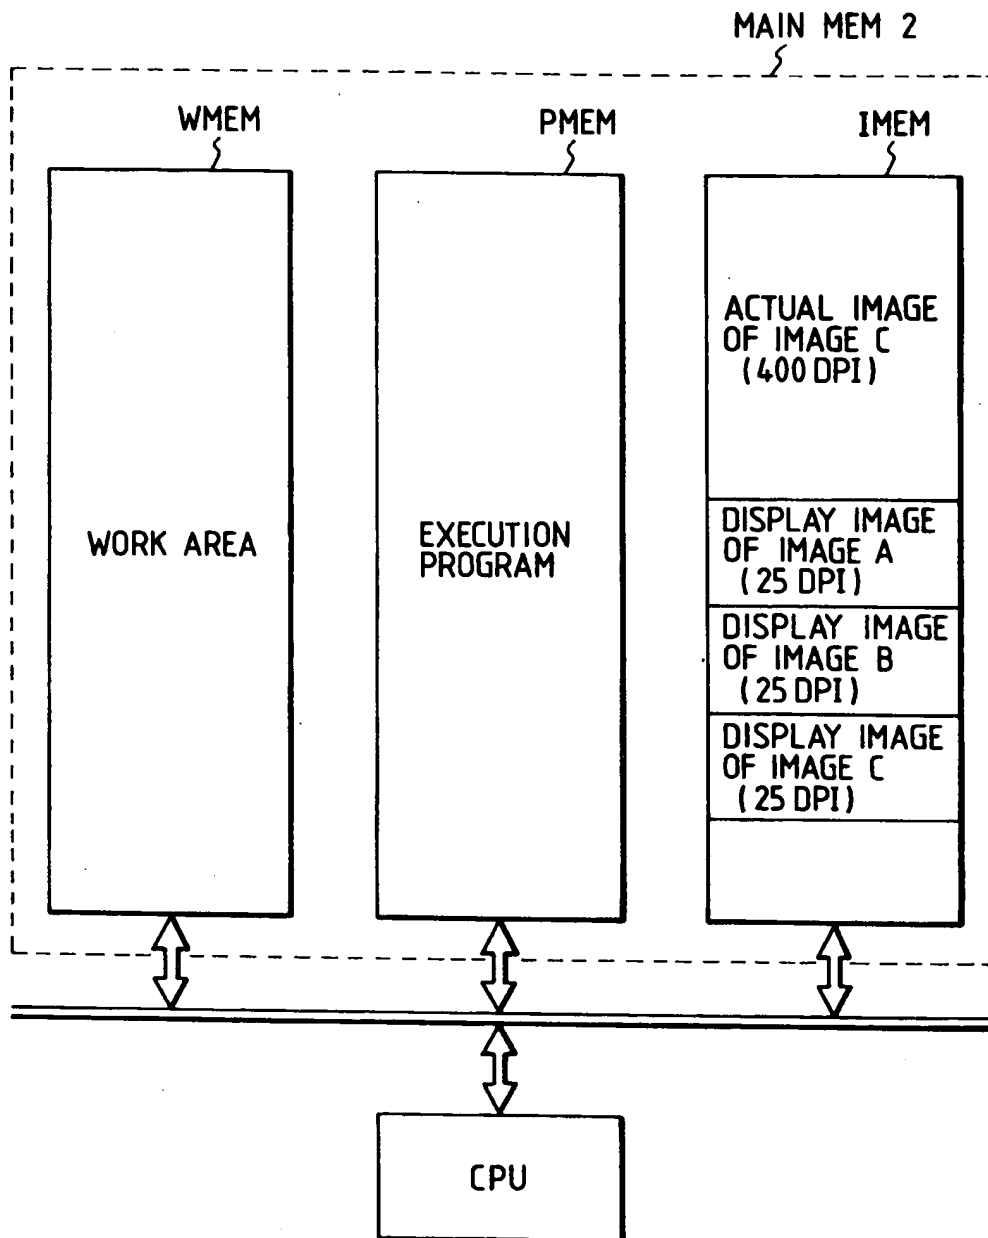 MAIN MEM 2
WMEM
PMEM
IMEM
WORK AREA
EXECUTION
PROGRAM
ACTUAL IMAGE
OF IMAGE C
(400 DPI)
DISPLAY IMAGE
OF IMAGE A
(25 DPI)
DISPLAY IMAGE
OF IMAGE B
(25 DPI)
DISPLAY IMAGE
OF IMAGE C
(25 DPI)
CPU